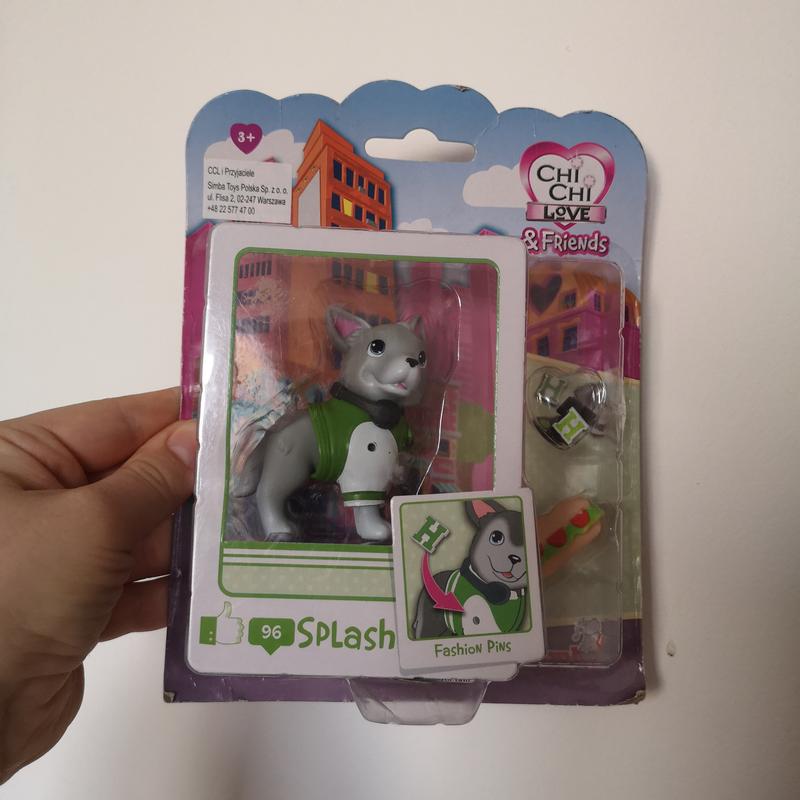 3+
CCL i Przyjaciele
Simba Toys Polska Sp. z o. o.
ul. Flisa 2, 02-247 Warszawa
+48 22 577 47 00
CHI CHI
LOVE
& FRIENDS
H
H
H
96
SPLASH
FASHION PINS